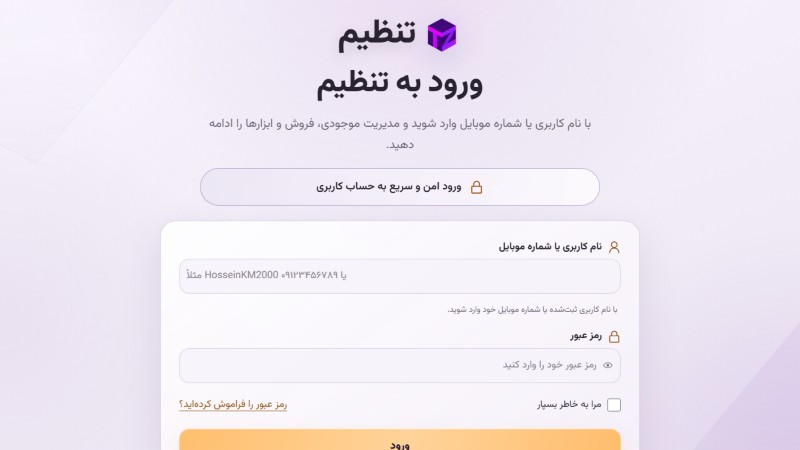 تنظیم
ورود به تنظیم
با نام کاربری یا شماره موبایل وارد شوید و مدیریت موجودی، فروش و ابزارها را ادامه
دهید.
ورود امن و سریع به حساب کاربری
نام کاربری یا شماره موبایل
مثلاً HosseinKM2000 یا ۰۹۱۲۳۴۵۶۷۸۹
با نام کاربری ثبت‌شده یا شماره موبایل خود وارد شوید.
رمز عبور
رمز عبور خود را وارد کنید
مرا به خاطر بسپار
رمز عبور را فراموش کرده‌اید؟
ورود